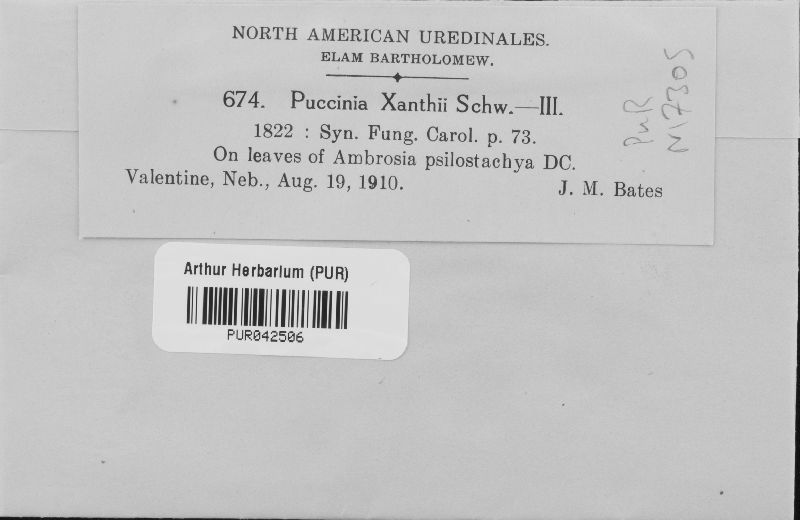 NORTH AMERICAN UREDINALES.
ELAM BARTHOLOMEW.
674. Puccinia Xanthii Schw.—III.
1822 : Syn. Fung. Carol. p. 73.
On leaves of Ambrosia psilostachya DC.
Valentine, Neb., Aug. 19, 1910. J. M. Bates
PUR
N17305
Arthur Herbarium (PUR)
PUR042506